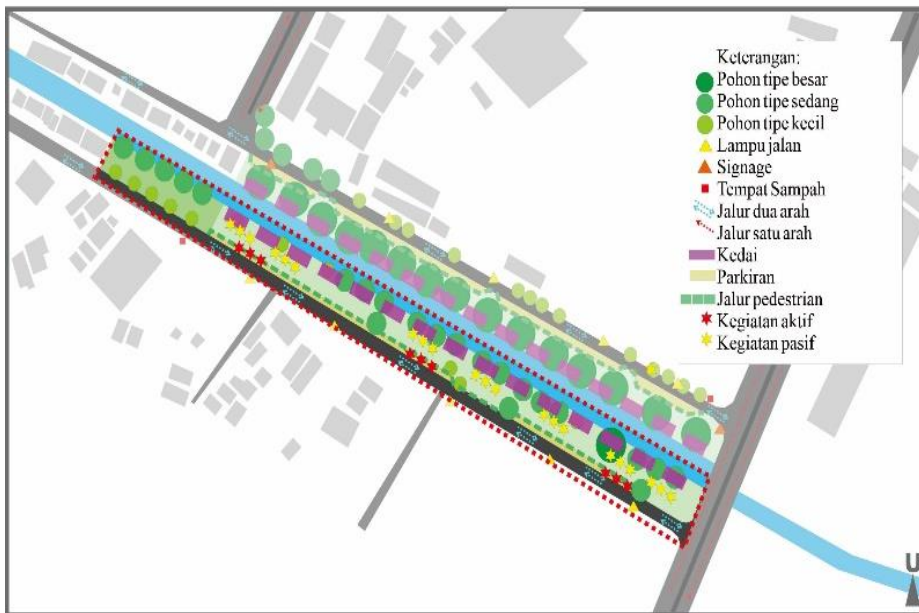 Keterangan:
Pohon tipe besar
Pohon tipe sedang
Pohon tipe kecil
Lampu jalan
Signage
Tempat Sampah
Jalur dua arah
Jalur satu arah
Kedai
Parkiran
Jalur pedestrian
Kegiatan aktif
Kegiatan pasif
U